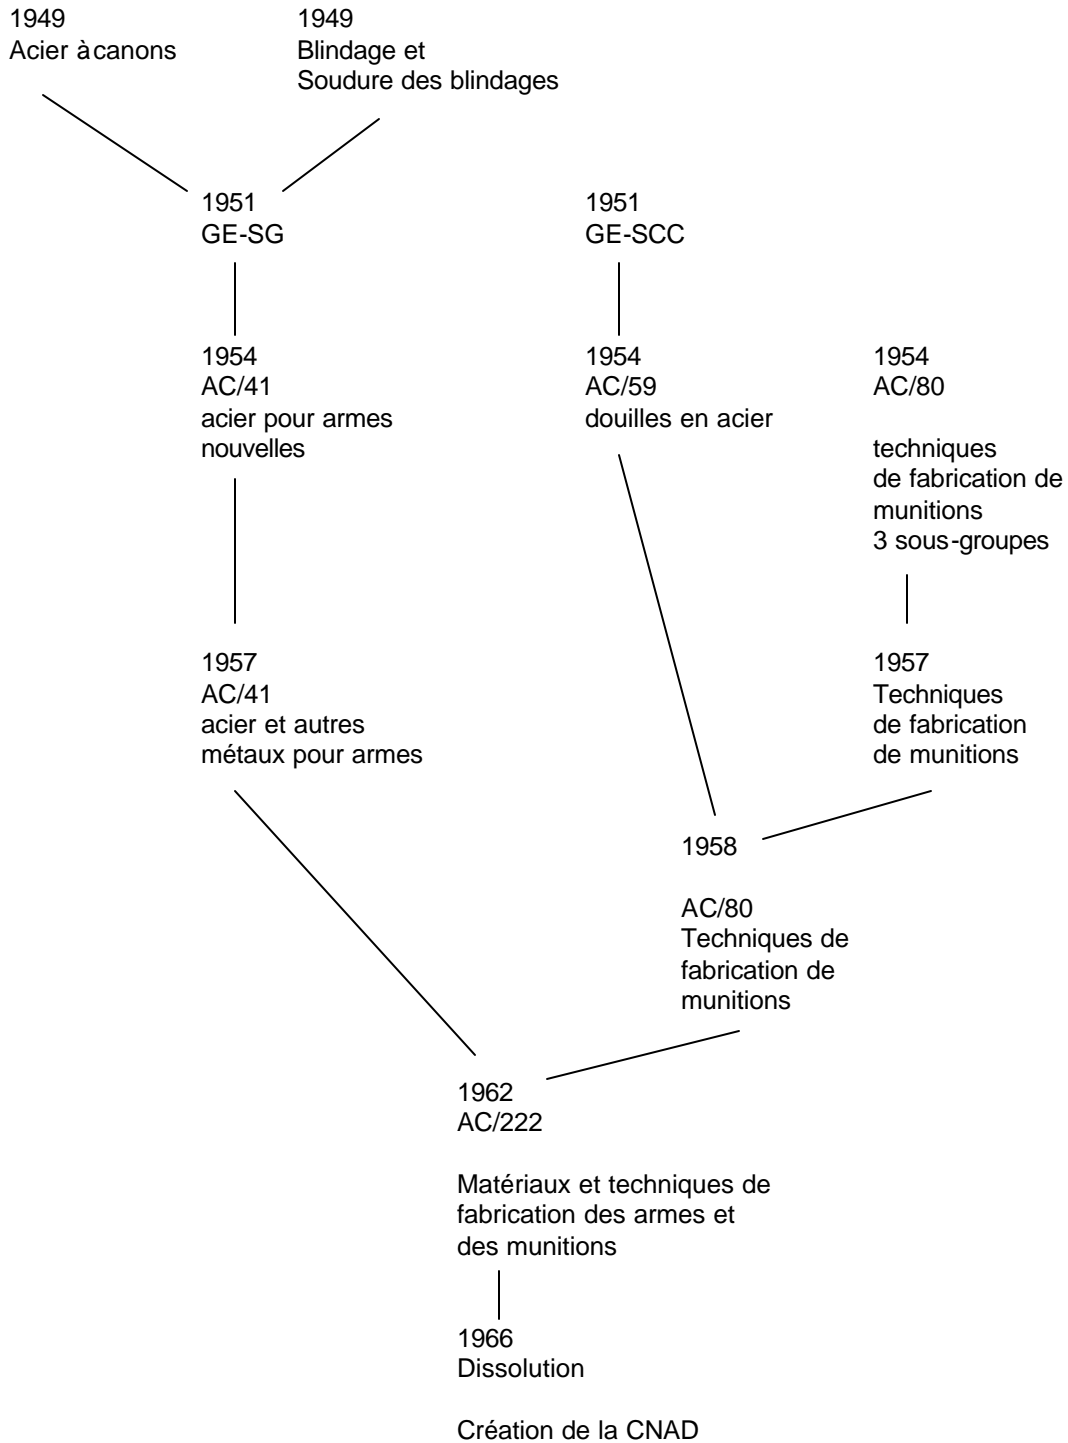 1949
Acier à canons
1949
Blindage et
Soudure des blindages
1951
GE-SG
1951
GE-SCC
1954
AC/41
acier pour armes
nouvelles
1954
AC/59
douilles en acier
1954
AC/80
techniques
de fabrication de
munitions
3 sous-groupes
1957
AC/41
acier et autres
métaux pour armes
1957
Techniques
de fabrication
de munitions
1958
AC/80
Techniques de
fabrication de
munitions
1962
AC/222
Matériaux et techniques de
fabrication des armes et
des munitions
1966
Dissolution
Création de la CNAD